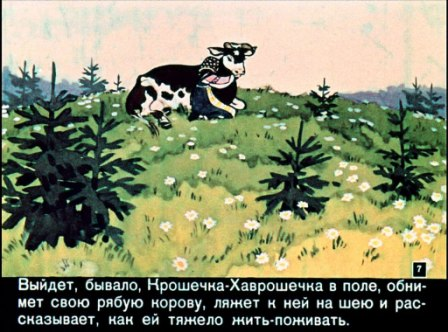 7
Выйдет, бывало, Крошечка-Хаврошечка в поле, обни-
мет свою рябую корову, ляжет к ней на шею и рас-
сказывает, как ей тяжело жить-поживать.